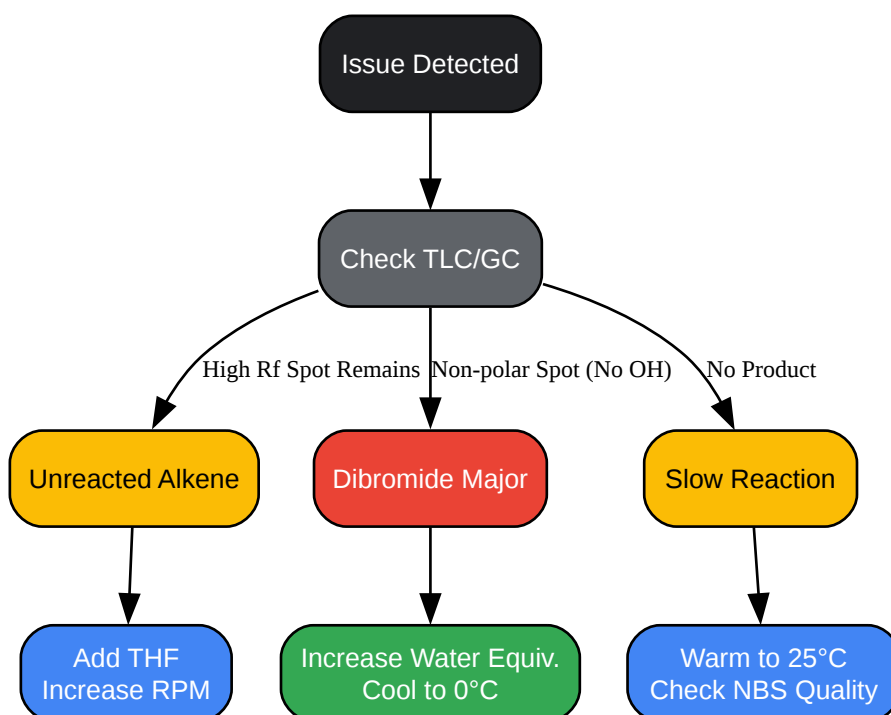 Issue Detected
Check TLC/GC
High Rf Spot Remains
Non-polar Spot (No OH)
No Product
Unreacted Alkene
Dibromide Major
Slow Reaction
Add THF
Increase RPM
Increase Water Equiv.
Cool to 0°C
Warm to 25°C
Check NBS Quality